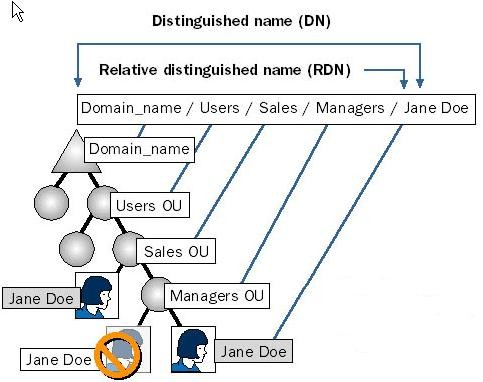 Distinguished name (DN)
Relative distinguished name (RDN)
Domain_name / Users / Sales / Managers / Jane Doe
Domain_name
Users OU
Sales OU
Jane Doe
Managers OU
Jane Doe
Jane Doe